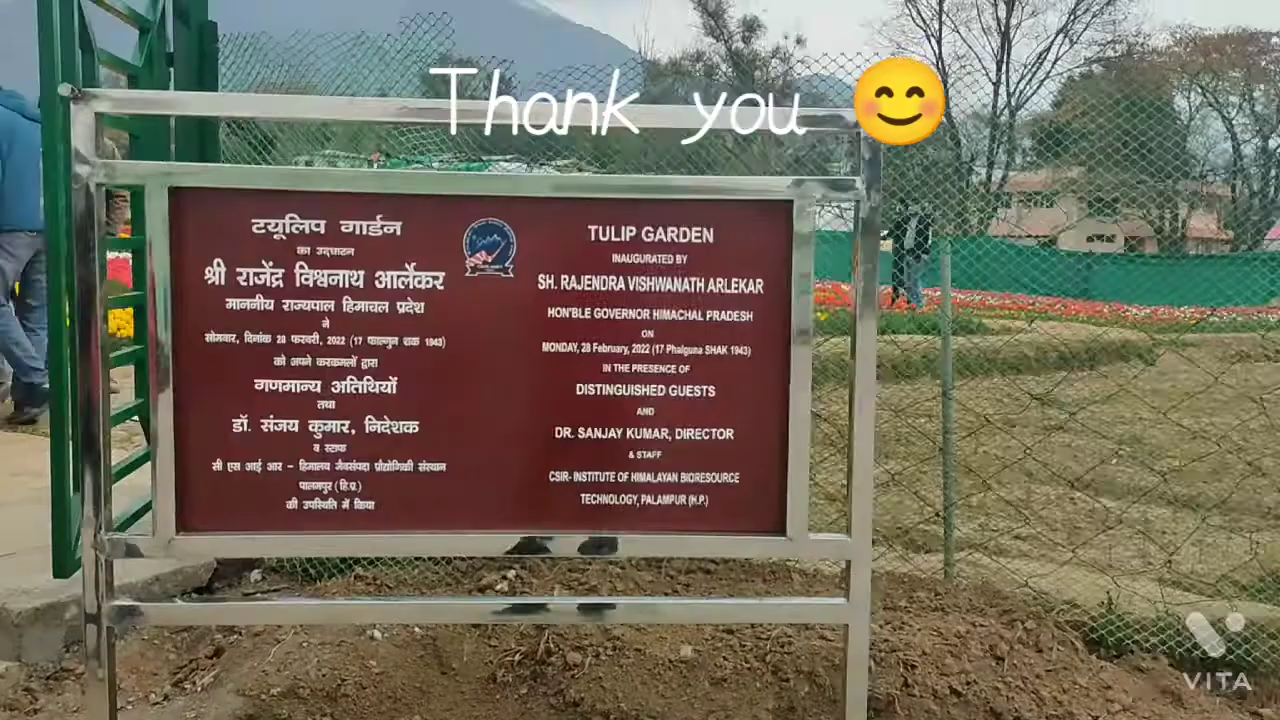 Thank you 😊
टयूलिप गार्डन
का उद्घाटन
श्री राजेंद्र विश्वनाथ आर्लेकर
माननीय राज्यपाल हिमाचल प्रदेश
ने
सोमवार, दिनांक 28 फरवरी, 2022 (17 फाल्गुन शक 1943)
को अपने करकमलों द्वारा
गणमान्य अतिथियों
तथा
डॉ. संजय कुमार, निदेशक
व स्टाफ
सी एस आई आर - हिमालय जैवसंपदा प्रौद्योगिकी संस्थान
पालमपुर (हि.प्र.)
की उपस्थिति में किया
TULIP GARDEN
INAUGURATED BY
SH. RAJENDRA VISHWANATH ARLEKAR
HON'BLE GOVERNOR HIMACHAL PRADESH
ON
MONDAY, 28 February, 2022 (17 Phalguna SHAK 1943)
IN THE PRESENCE OF
DISTINGUISHED GUESTS
AND
DR. SANJAY KUMAR, DIRECTOR
& STAFF
CSIR- INSTITUTE OF HIMALAYAN BIORESOURCE
TECHNOLOGY, PALAMPUR (H.P.)
VITA